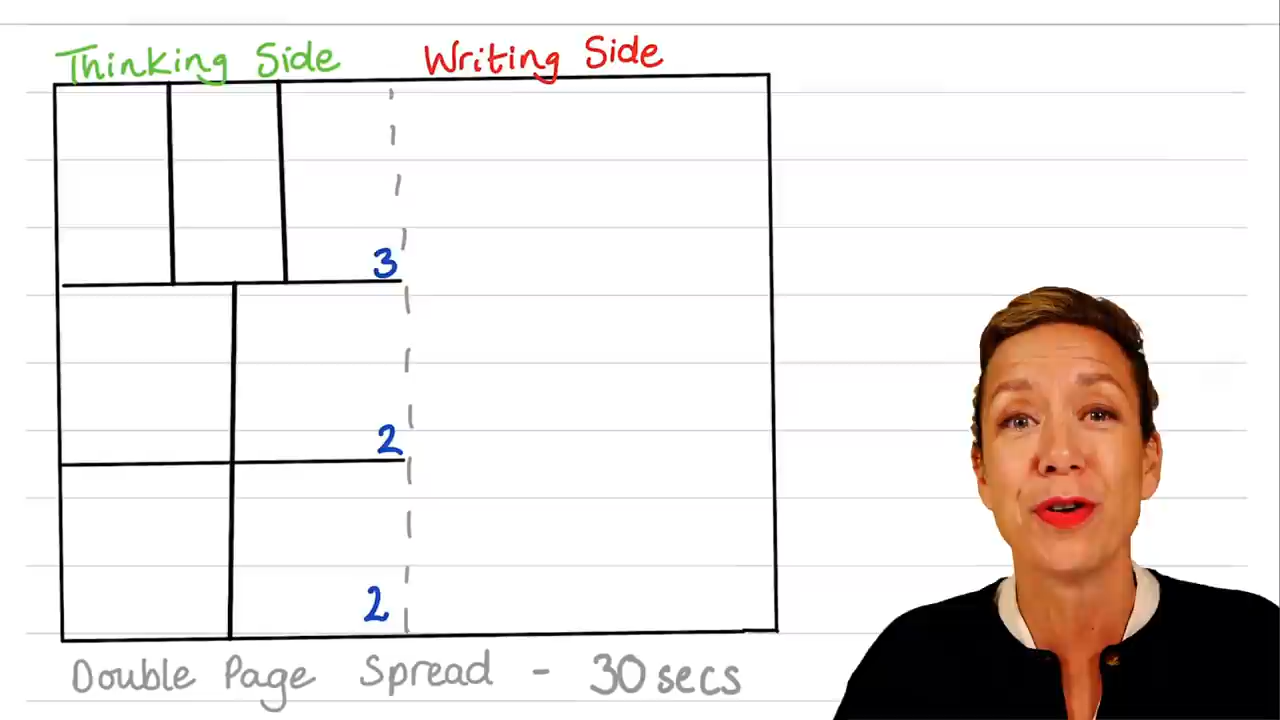 Thinking Side
Writing Side
3
2
2
Double Page Spread - 30 secs